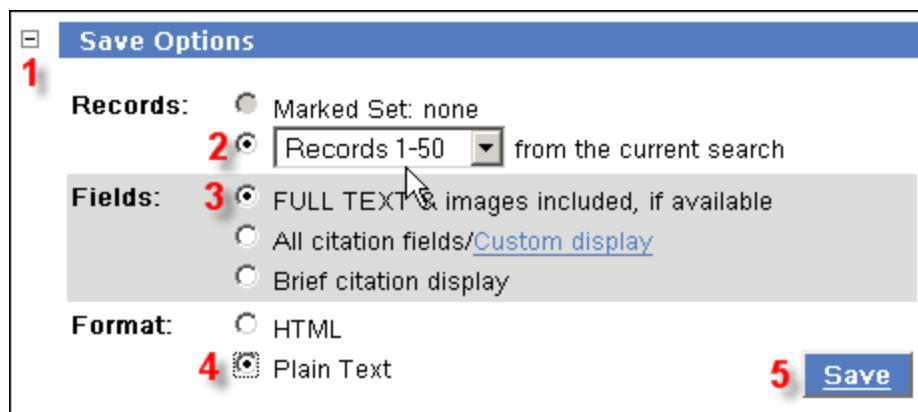 Save Options
1
Records: Marked Set: none
2 Records 1-50 from the current search
Fields: 3 FULL TEXT & images included, if available
All citation fields/Custom display
Brief citation display
Format: HTML
4 Plain Text 5 Save